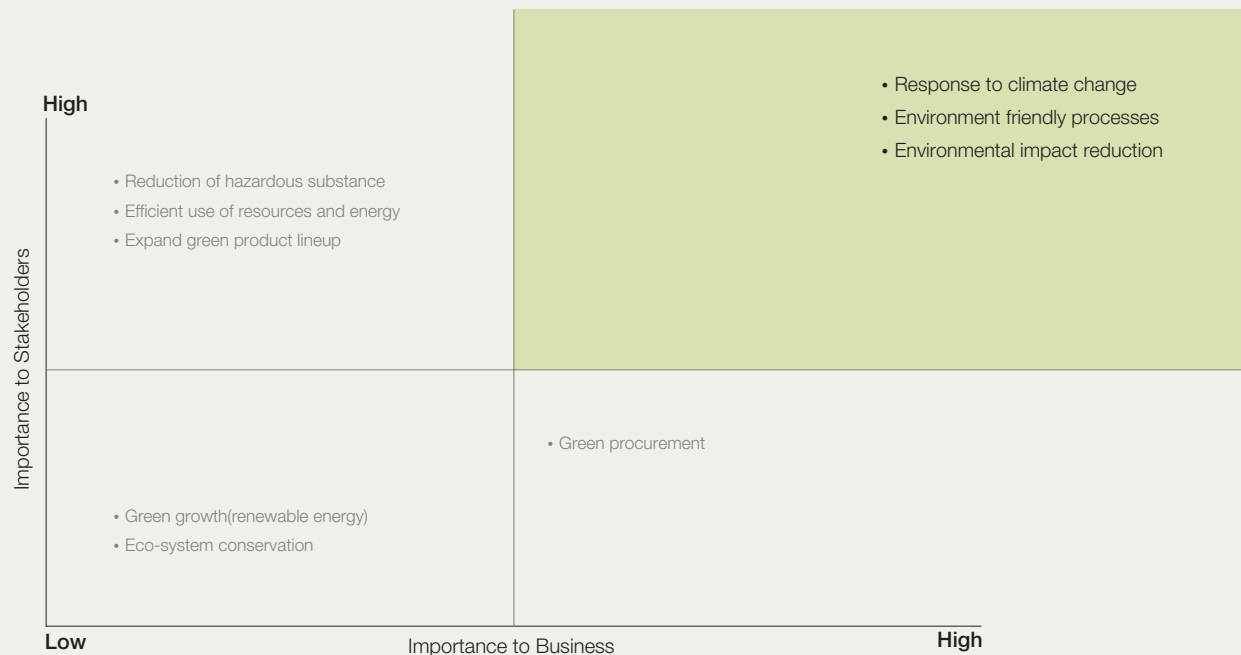 High
• Response to climate change
• Environment friendly processes
• Environmental impact reduction
• Reduction of hazardous substance
• Efficient use of resources and energy
• Expand green product lineup
Importance to Stakeholders
• Green procurement
• Green growth(renewable energy)
• Eco-system conservation
Low
Importance to Business
High